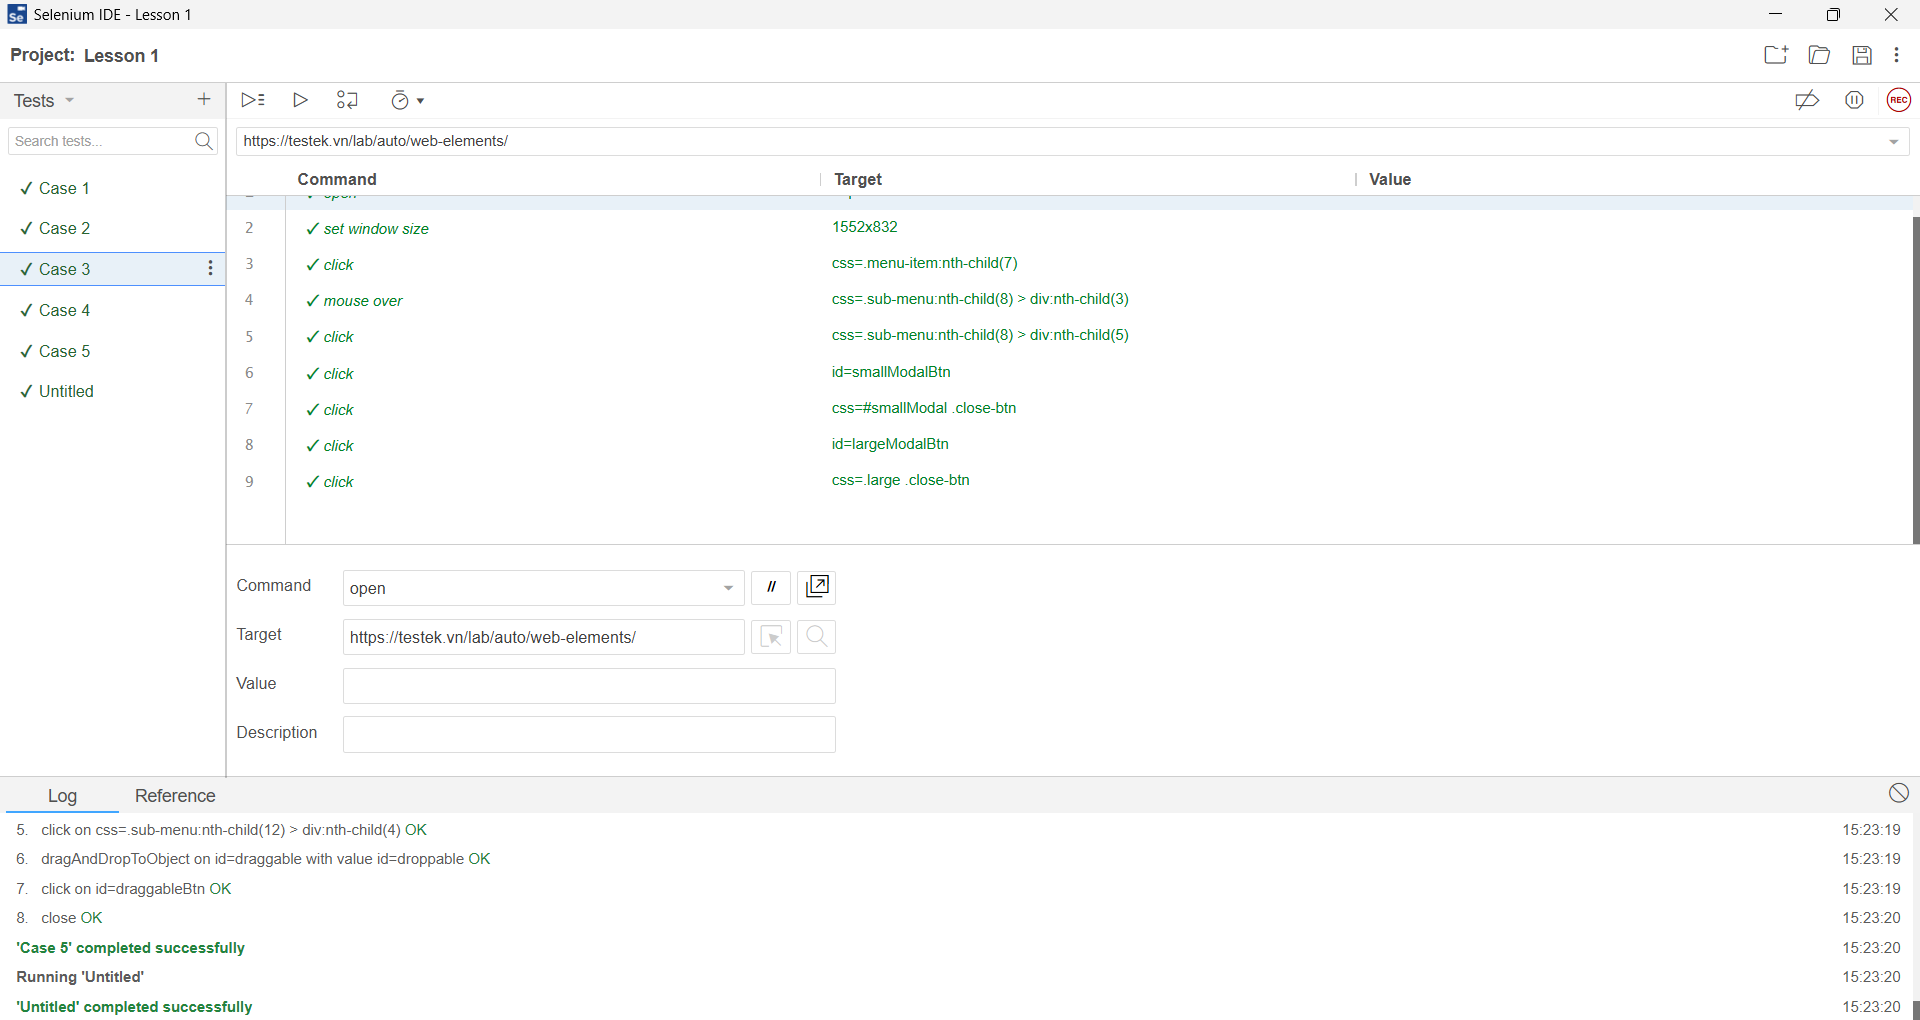 Selenium IDE - Lesson 1
Project: Lesson 1
Tests
REC
Search tests...
https://testek.vn/lab/auto/web-elements/
Command Target Value
Case 1
Case 2
Case 3
Case 4
Case 5
Untitled
open
2 set window size 1552x832
3 click css=.menu-item:nth-child(7)
4 mouse over css=.sub-menu:nth-child(8) > div:nth-child(3)
5 click css=.sub-menu:nth-child(8) > div:nth-child(5)
6 click id=smallModalBtn
7 click css=#smallModal .close-btn
8 click id=largeModalBtn
9 click css=.large .close-btn
Command open //
Target https://testek.vn/lab/auto/web-elements/
Value
Description
Log Reference
5. click on css=.sub-menu:nth-child(12) > div:nth-child(4) OK 15:23:19
6. dragAndDropToObject on id=draggable with value id=droppable OK 15:23:19
7. click on id=draggableBtn OK 15:23:19
8. close OK 15:23:20
'Case 5' completed successfully 15:23:20
Running 'Untitled' 15:23:20
'Untitled' completed successfully 15:23:20